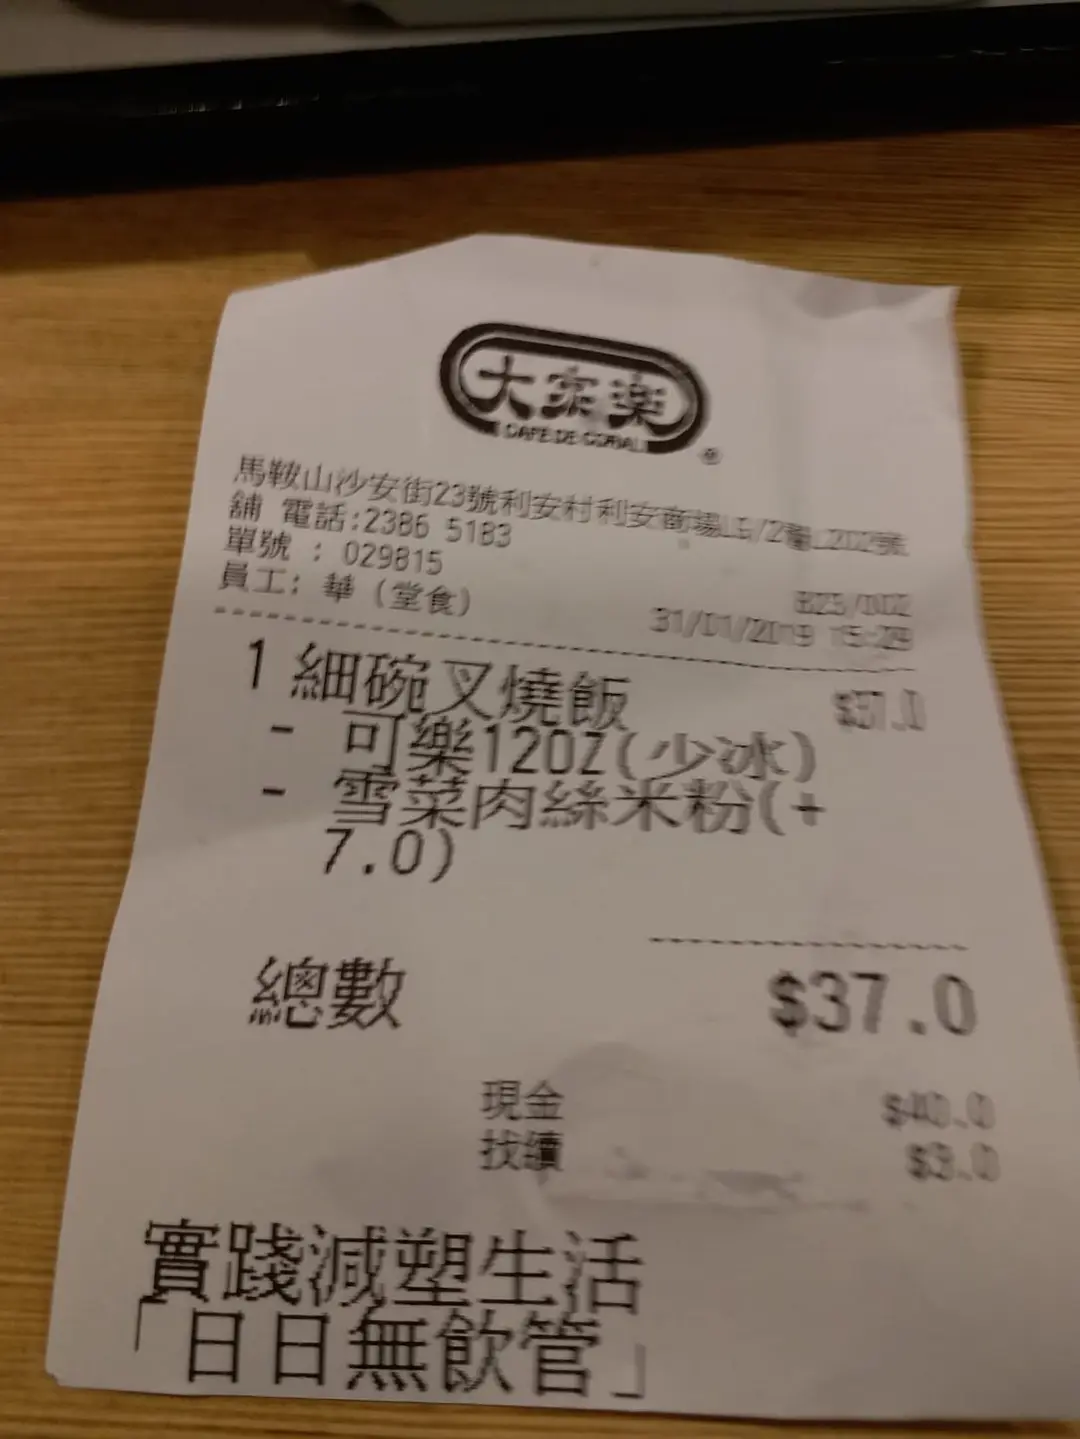 大家樂
CAFE DE CORAL
®
馬鞍山沙安街23號利安村利安商場LG/2樓L202號
舖 電話:2386 5183
單號 : 029815
員工: 華 (堂食)
31/01/2019 15:29
1 細碗叉燒飯 $37.0
- 可樂12OZ(少冰)
- 雪菜肉絲米粉(+
7.0)
總數 $37.0
現金 $40.0
找續 $3.0
實踐減塑生活
「日日無飲管」